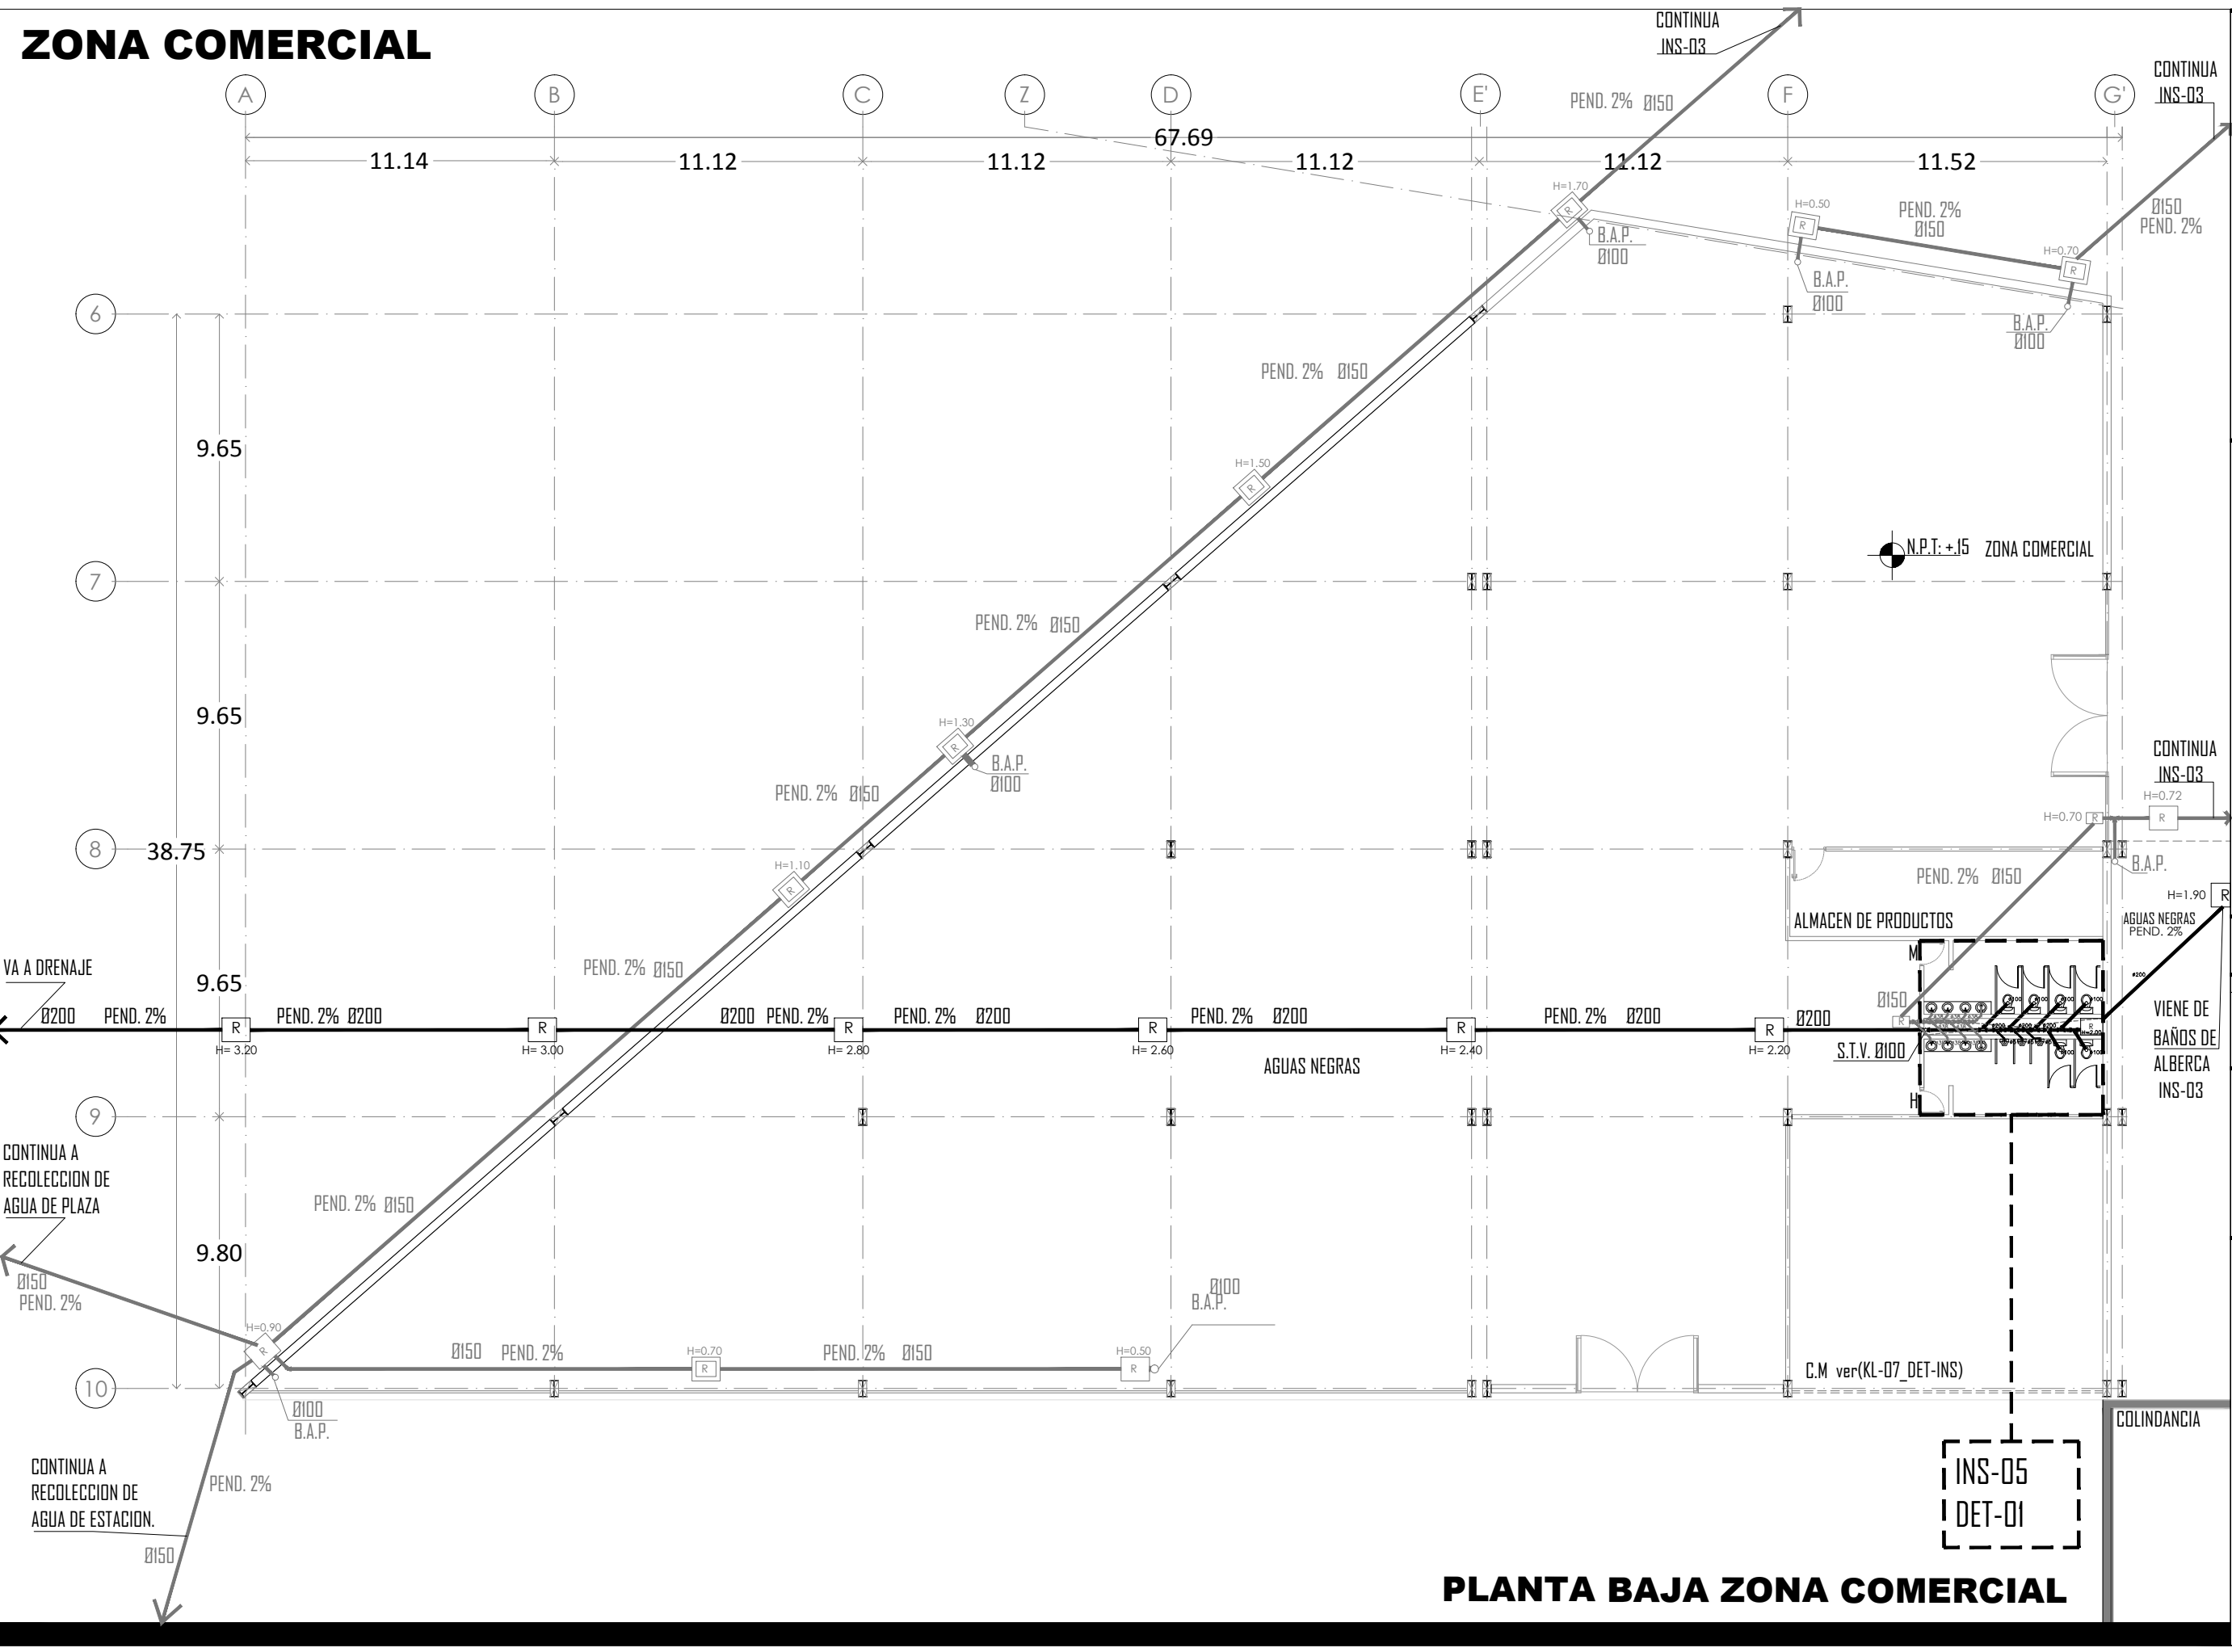 ZONA COMERCIAL
CONTINUA
INS-03
CONTINUA
INS-03
A
B
C
Z
D
E'
F
G'
PEND. 2% Ø150
67.69
11.14
11.12
11.12
11.12
11.12
11.52
H=1.70
R
B.A.P.
Ø100
H=0.50
R
PEND. 2%
Ø150
Ø150
PEND. 2%
H=0.70
R
B.A.P.
Ø100
B.A.P.
Ø100
6
PEND. 2% Ø150
9.65
H=1.50
R
N.P.T: +.15
ZONA COMERCIAL
7
PEND. 2% Ø150
9.65
H=1.30
R
B.A.P.
Ø100
PEND. 2% Ø150
CONTINUA
INS-03
H=0.72
H=0.70
R
R
8
38.75
H=1.10
R
B.A.P.
PEND. 2% Ø150
H=1.90
R
ALMACEN DE PRODUCTOS
AGUAS NEGRAS
PEND. 2%
M
VA A DRENAJE
PEND. 2% Ø150
9.65
Ø200
Ø150
Ø200 PEND. 2%
R
PEND. 2% Ø200
R
Ø200 PEND. 2%
R
PEND. 2% Ø200
R
PEND. 2% Ø200
R
PEND. 2% Ø200
R
Ø200
R
H= 3.20
H= 3.00
H= 2.80
H= 2.60
H= 2.40
H= 2.20
R
H=2.00
S.T.V. Ø100
AGUAS NEGRAS
VIENE DE
BAÑOS DE
ALBERCA
INS-03
H
9
CONTINUA A
RECOLECCION DE
AGUA DE PLAZA
PEND. 2% Ø150
9.80
Ø150
PEND. 2%
Ø100
B.A.P.
H=0.90
R
Ø150 PEND. 2%
H=0.70
R
PEND. 2% Ø150
H=0.50
R
C.M ver(KL-07_DET-INS)
10
Ø100
B.A.P.
COLINDANCIA
CONTINUA A
RECOLECCION DE
AGUA DE ESTACION.
PEND. 2%
Ø150
INS-05
DET-01
PLANTA BAJA ZONA COMERCIAL